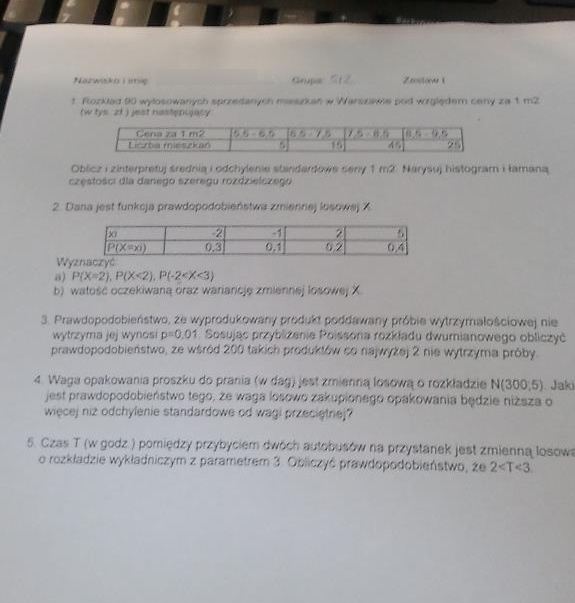 Nazwisko i imię
Grupa 512
Zestaw I
1. Rozkład 90 wylosowanych sprzedanych mieszkań w Warszawie pod względem ceny za 1 m2
(w tys. zł.) jest następujący:
Cena za 1 m2 5,5 - 6,5 6,5 - 7,5 7,5 - 8,5 8,5 - 9,5
Liczba mieszkań 5 15 45 25
Oblicz i zinterpretuj średnią i odchylenie standardowe ceny 1 m2. Narysuj histogram i łamaną
częstości dla danego szeregu rozdzielczego.
2. Dana jest funkcja prawdopodobieństwa zmiennej losowej X.
xi -2 -1 2 5
P(X=xi) 0,3 0,1 0,2 0,4
Wyznaczyć:
a) P(X=2), P(X<2), P(-2<X<3)
b) watość oczekiwaną oraz wariancję zmiennej losowej X.
3. Prawdopodobieństwo, że wyprodukowany produkt poddawany próbie wytrzymałościowej nie
wytrzyma jej wynosi p=0,01. Sosując przybliżenie Poissona rozkładu dwumianowego obliczyć
prawdopodobieństwo, że wśród 200 takich produktów co najwyżej 2 nie wytrzyma próby.
4. Waga opakowania proszku do prania (w dag) jest zmienną losową o rozkładzie N(300;5). Jaki
jest prawdopodobieństwo tego, że waga losowo zakupionego opakowania będzie niższa o
więcej niż odchylenie standardowe od wagi przeciętnej?
5. Czas T (w godz.) pomiędzy przybyciem dwóch autobusów na przystanek jest zmienną losową
o rozkładzie wykładniczym z parametrem 3. Obliczyć prawdopodobieństwo, że 2<T<3.